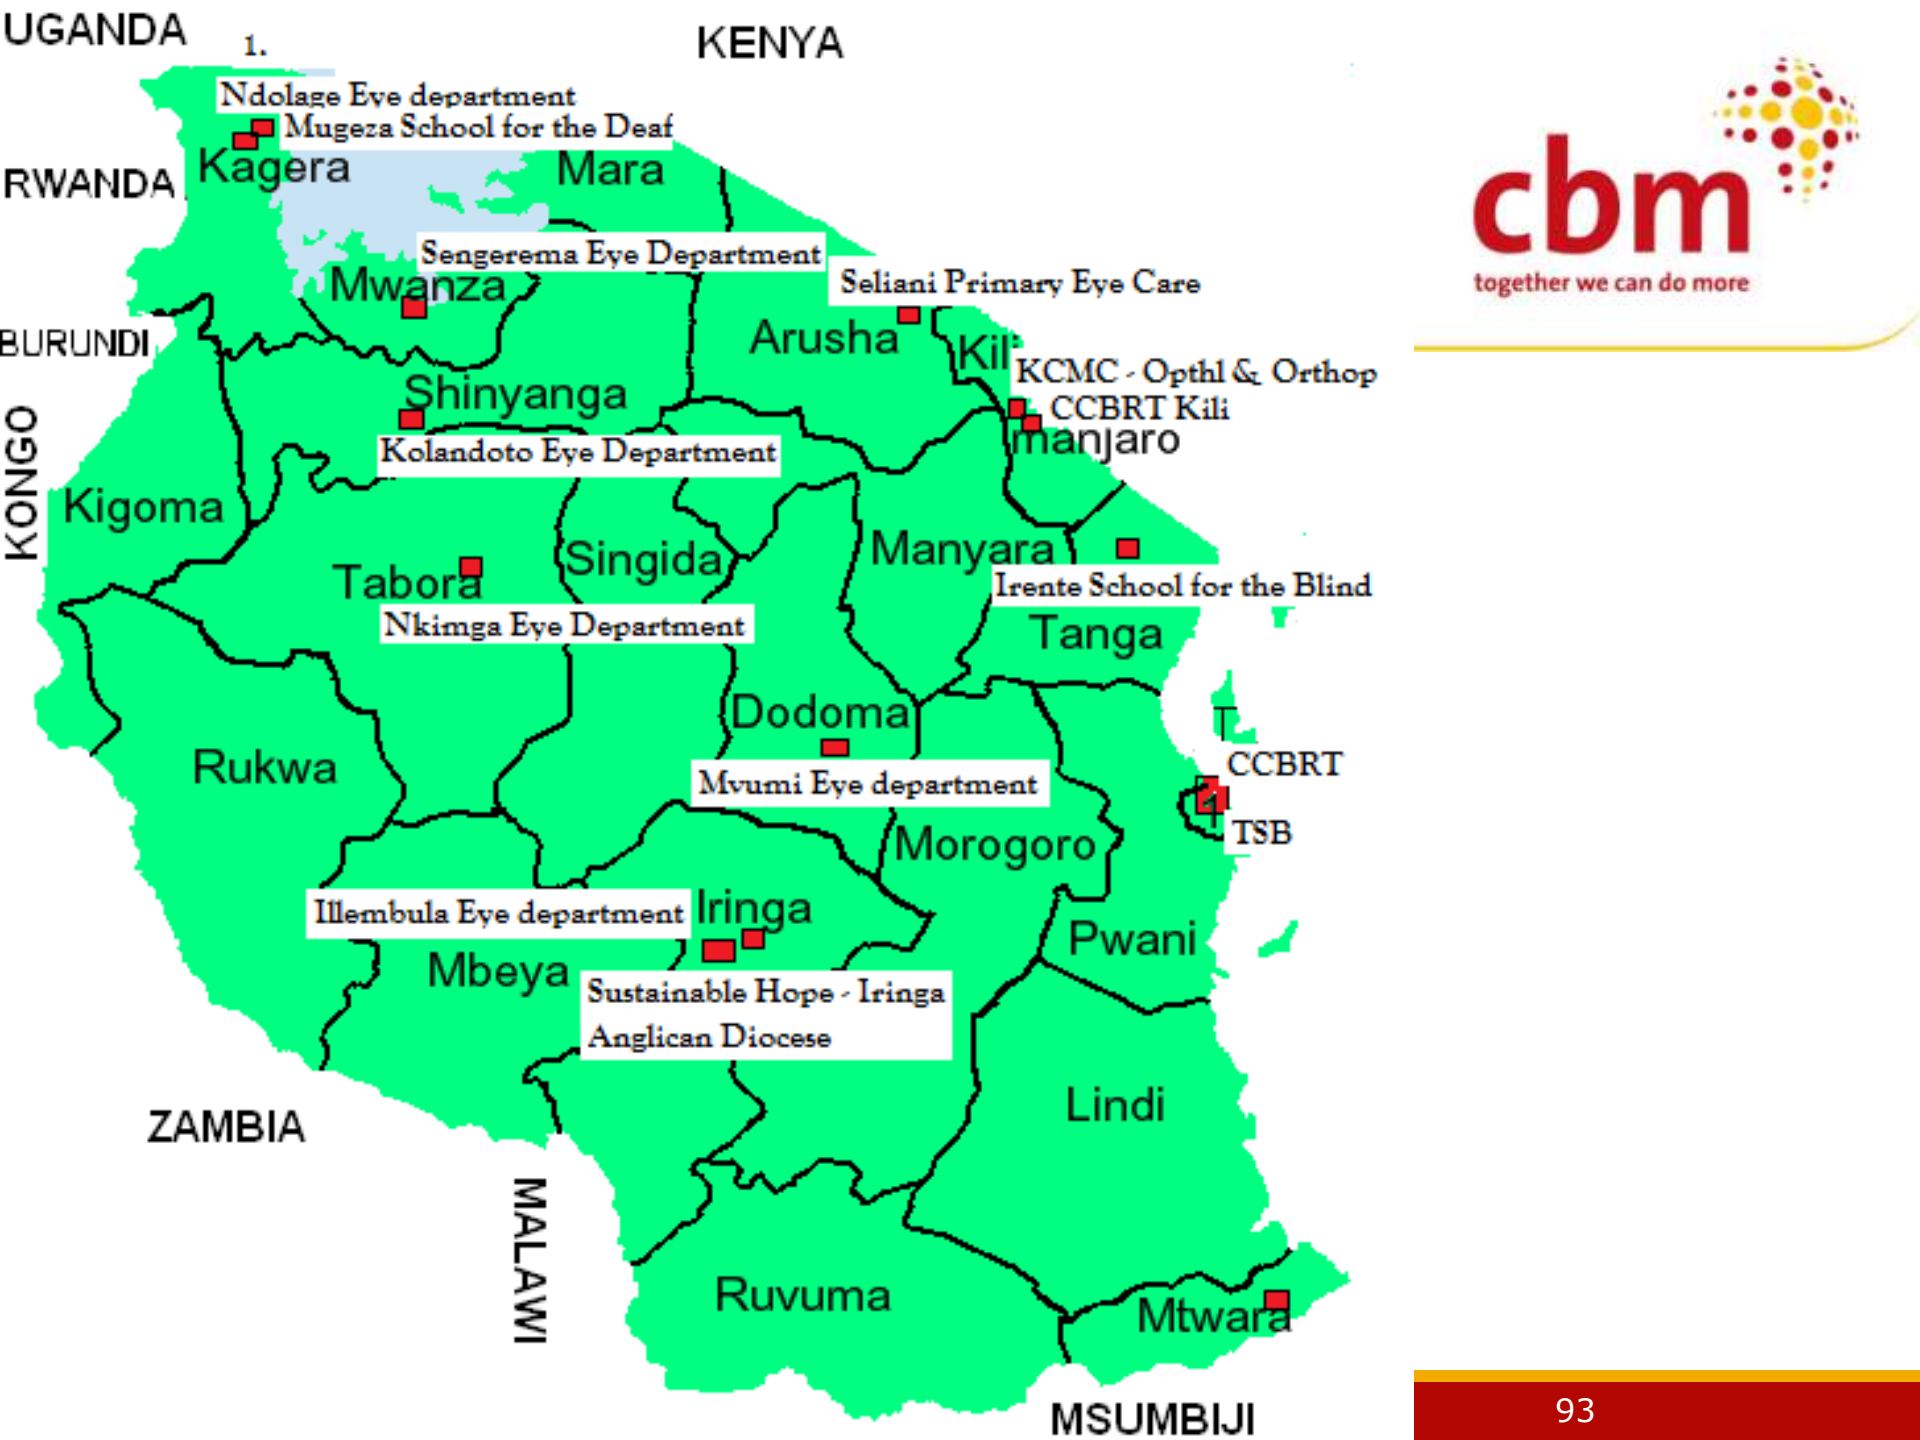 UGANDA
1.
KENYA
Ndolage Eye department
Mugeza School for the Deaf
Kagera
Mara
RWANDA
cbm
together we can do more
Sengerema Eye Department
Mwanza
Seliani Primary Eye Care
BURUNDI
Arusha
Kil
KCMC - Opthl & Orthop
CCBRT Kili
manjaro
Shinyanga
Kolandoto Eye Department
KONGO
Kigoma
Singida
Manyara
Tabora
Irente School for the Blind
Nkimga Eye Department
Tanga
Dodoma
T
Rukwa
CCBRT
Mvumi Eye department
TSB
Morogoro
Illembula Eye department
Iringa
Pwani
Mbeya
Sustainable Hope - Iringa
Anglican Diocese
Lindi
ZAMBIA
MALAWI
Ruvuma
Mtwara
MSUMBIJI
93